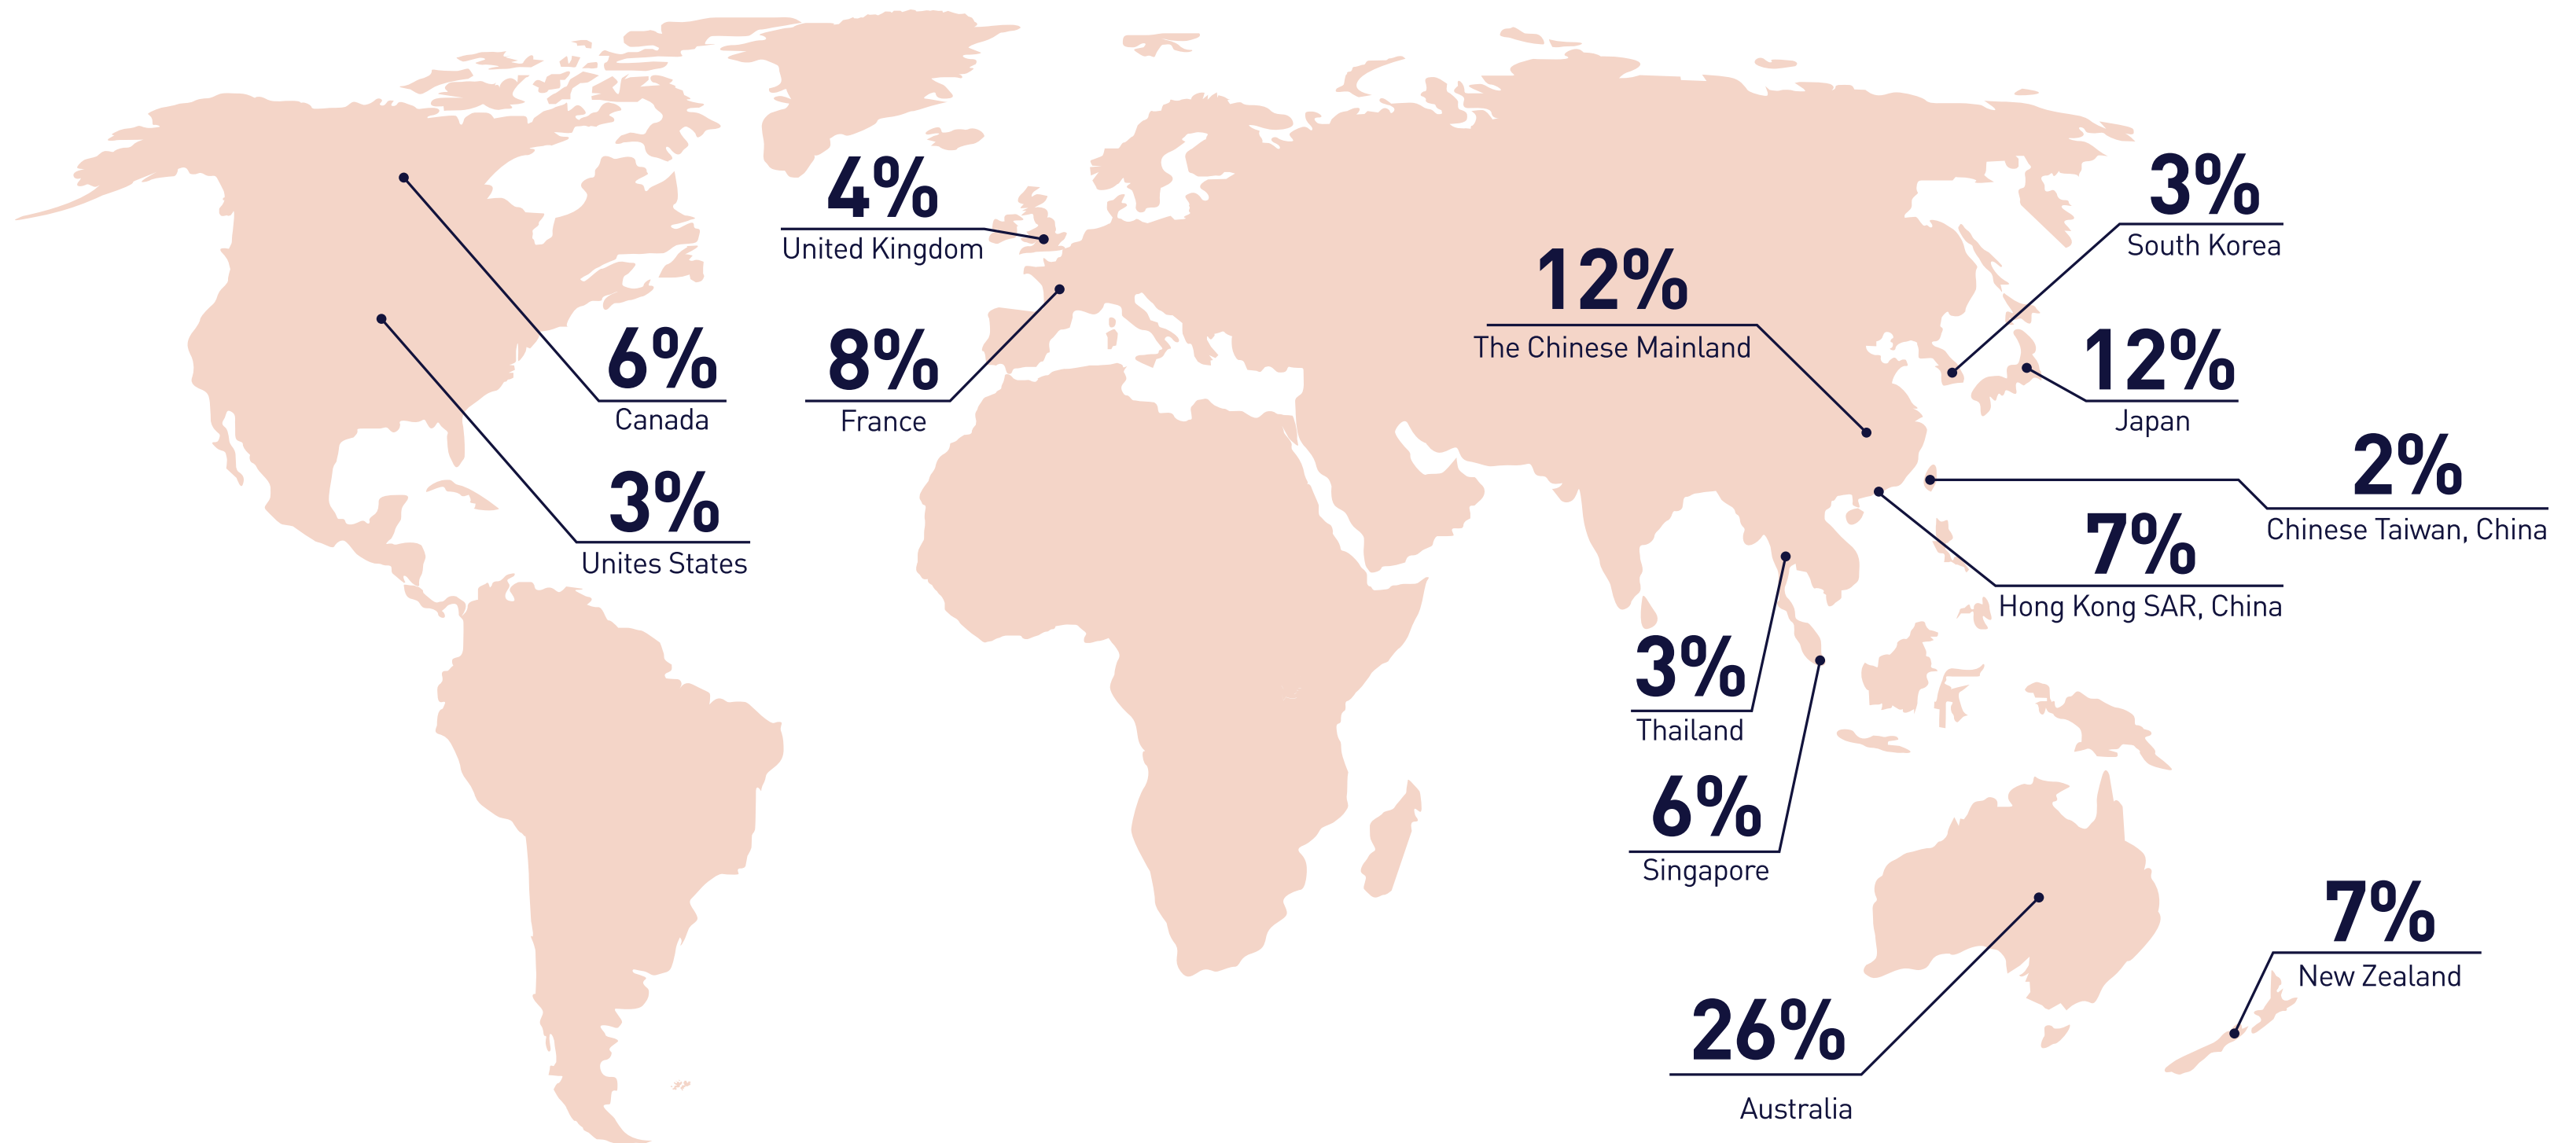 4%
United Kingdom
8%
France
6%
Canada
3%
Unites States
12%
The Chinese Mainland
3%
South Korea
12%
Japan
2%
Chinese Taiwan, China
7%
Hong Kong SAR, China
3%
Thailand
6%
Singapore
26%
Australia
7%
New Zealand